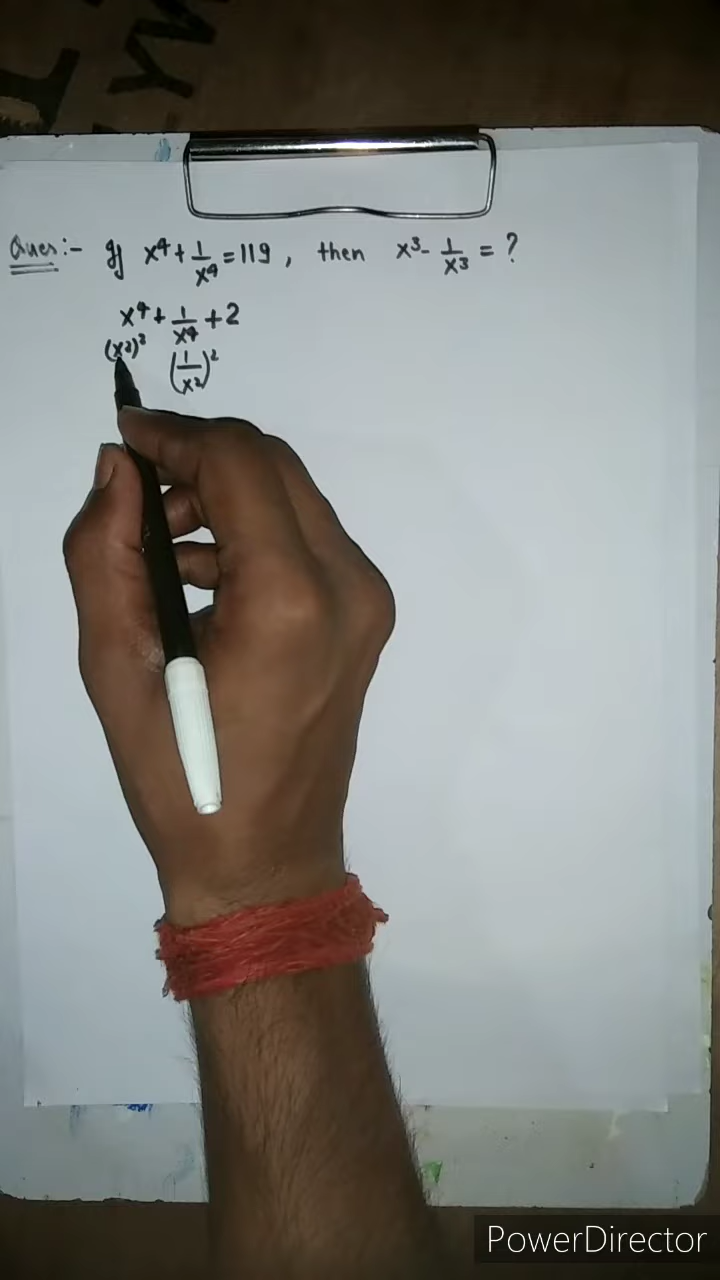 Ques:- If x⁴ + 1/x⁴ = 119, then x³ - 1/x³ = ?
x⁴ + 1/x⁴ + 2
(x²)² (1/x²)²
PowerDirector